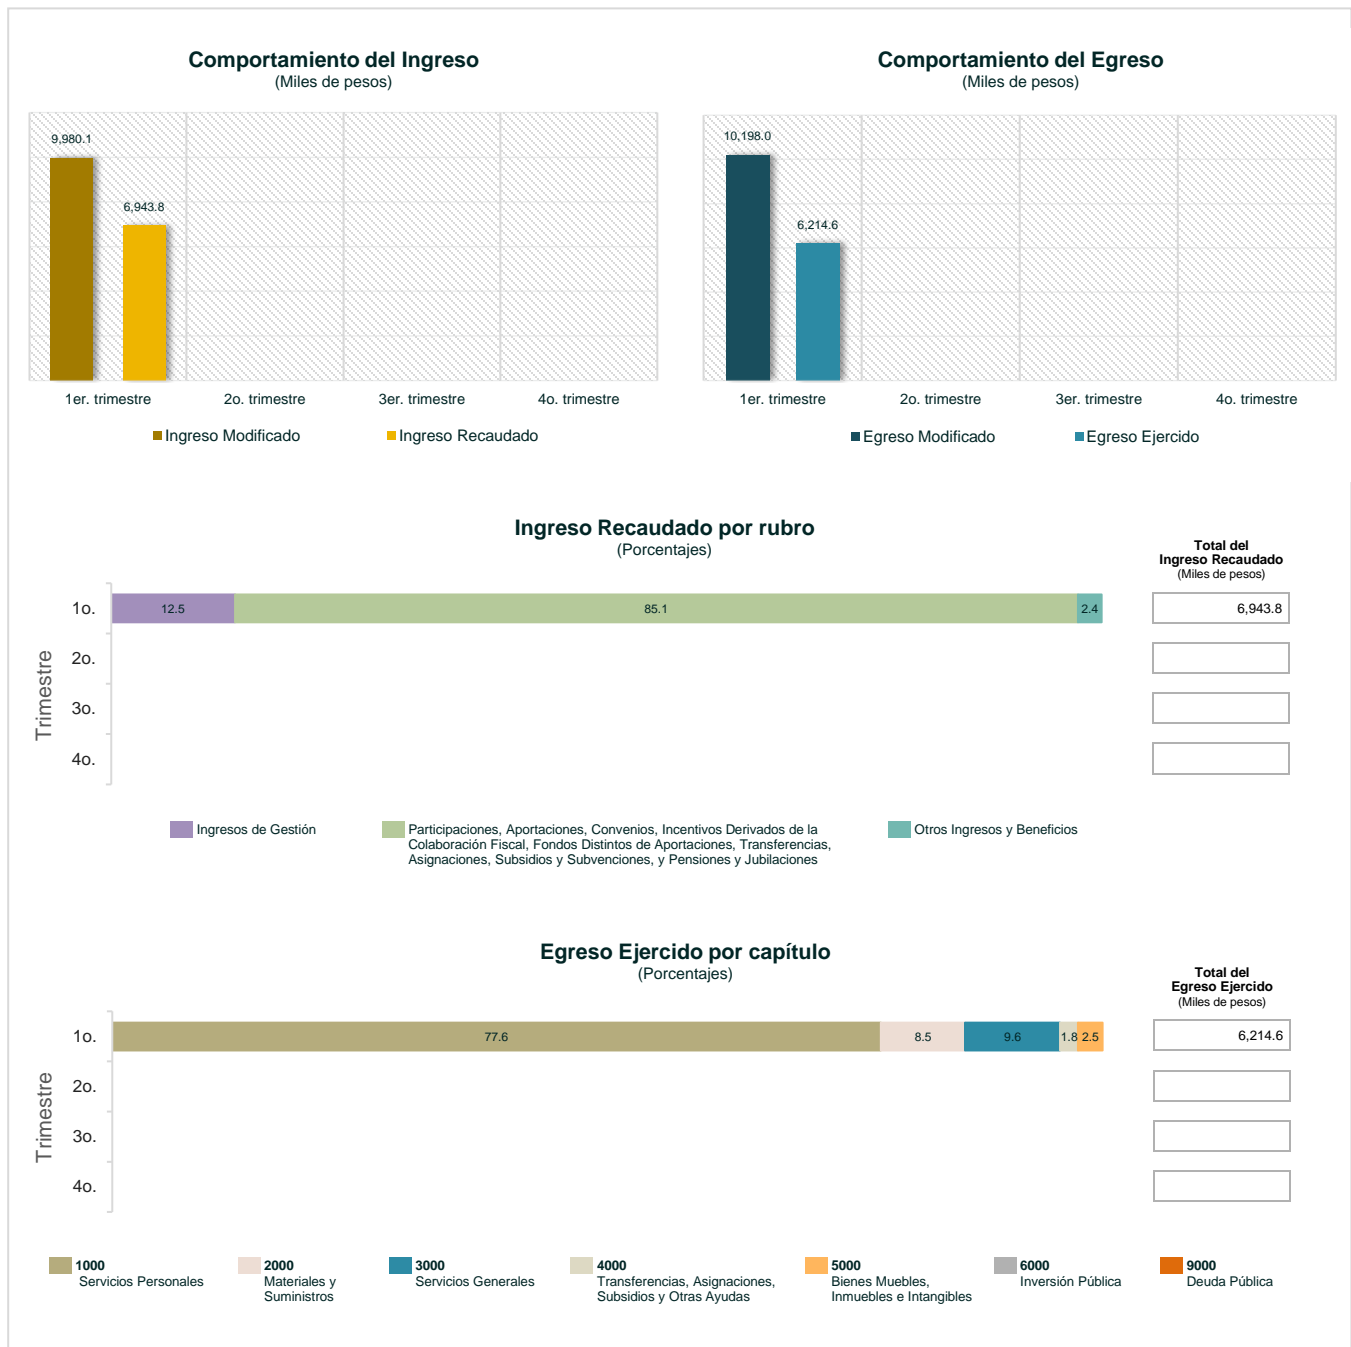 Comportamiento del Ingreso
(Miles de pesos)
9,980.1
6,943.8
1er. trimestre
2o. trimestre
3er. trimestre
4o. trimestre
Ingreso Modificado
Ingreso Recaudado
Comportamiento del Egreso
(Miles de pesos)
10,198.0
6,214.6
1er. trimestre
2o. trimestre
3er. trimestre
4o. trimestre
Egreso Modificado
Egreso Ejercido
Ingreso Recaudado por rubro
(Porcentajes)
Total del
Ingreso Recaudado
(Miles de pesos)
Trimestre
1o.
12.5
85.1
2.4
6,943.8
2o.
3o.
4o.
Ingresos de Gestión
Participaciones, Aportaciones, Convenios, Incentivos Derivados de la
Colaboración Fiscal, Fondos Distintos de Aportaciones, Transferencias,
Asignaciones, Subsidios y Subvenciones, y Pensiones y Jubilaciones
Otros Ingresos y Beneficios
Egreso Ejercido por capítulo
(Porcentajes)
Total del
Egreso Ejercido
(Miles de pesos)
Trimestre
1o.
77.6
8.5
9.6
1.8
2.5
6,214.6
2o.
3o.
4o.
1000
Servicios Personales
2000
Materiales y
Suministros
3000
Servicios Generales
4000
Transferencias, Asignaciones,
Subsidios y Otras Ayudas
5000
Bienes Muebles,
Inmuebles e Intangibles
6000
Inversión Pública
9000
Deuda Pública